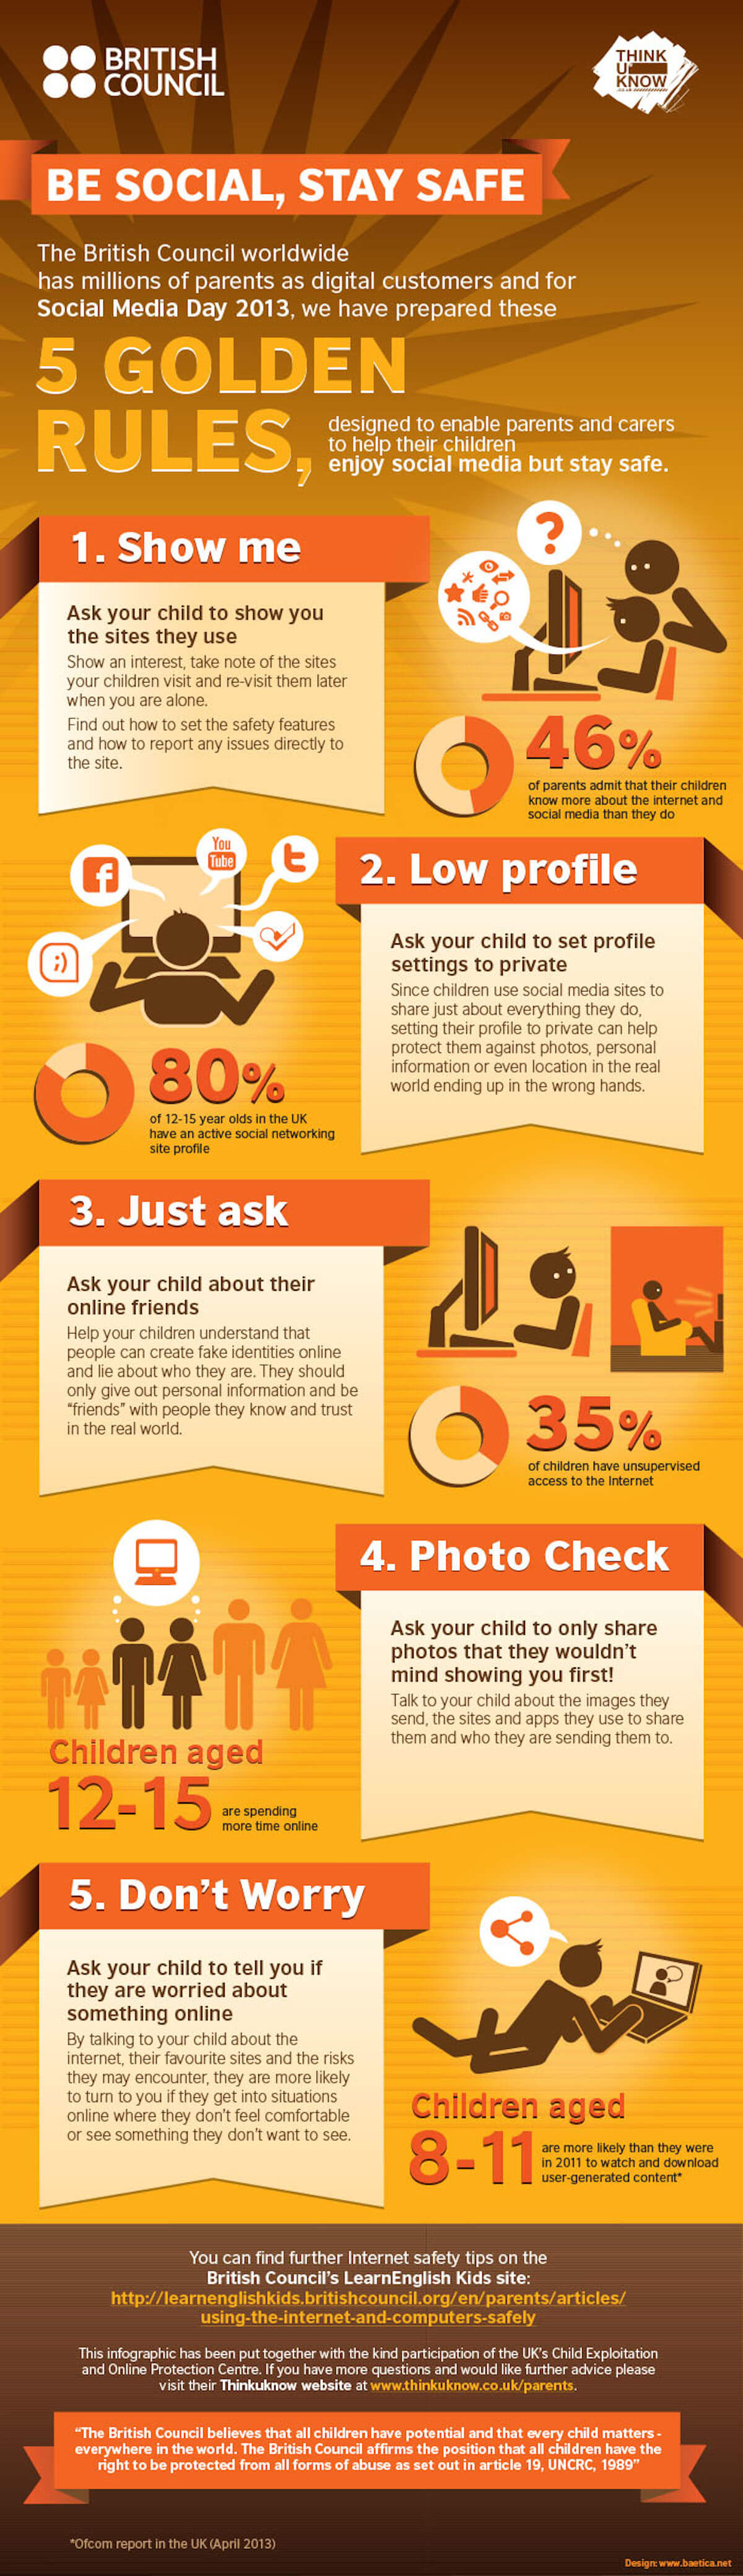 BRITISH
COUNCIL
THINK
U
KNOW
BE SOCIAL, STAY SAFE
The British Council worldwide
has millions of parents as digital customers and for
Social Media Day 2013, we have prepared these
5 GOLDEN
RULES,
designed to enable parents and carers
to help their children
enjoy social media but stay safe.
1. Show me
Ask your child to show you
the sites they use
Show an interest, take note of the sites
your children visit and re-visit them later
when you are alone.
Find out how to set the safety features
and how to report any issues directly to
the site.
?
46%
of parents admit that their children
know more about the internet and
social media than they do
f
You
Tube
t
;)
80%
of 12-15 year olds in the UK
have an active social networking
site profile
2. Low profile
Ask your child to set profile
settings to private
Since children use social media sites to
share just about everything they do,
setting their profile to private can help
protect them against photos, personal
information or even location in the real
world ending up in the wrong hands.
3. Just ask
Ask your child about their
online friends
Help your children understand that
people can create fake identities online
and lie about who they are. They should
only give out personal information and be
“friends” with people they know and trust
in the real world.
35%
of children have unsupervised
access to the Internet
4. Photo Check
Ask your child to only share
photos that they wouldn’t
mind showing you first!
Talk to your child about the images they
send, the sites and apps they use to share
them and who they are sending them to.
Children aged
12-15
are spending
more time online
5. Don’t Worry
Ask your child to tell you if
they are worried about
something online
By talking to your child about the
internet, their favourite sites and the risks
they may encounter, they are more likely
to turn to you if they get into situations
online where they don’t feel comfortable
or see something they don’t want to see.
Children aged
8-11
are more likely than they were
in 2011 to watch and download
user-generated content*
You can find further Internet safety tips on the
British Council’s LearnEnglish Kids site:
http://learnenglishkids.britishcouncil.org/en/parents/articles/
using-the-internet-and-computers-safely
This infographic has been put together with the kind participation of the UK’s Child Exploitation
and Online Protection Centre. If you have more questions and would like further advice please
visit their Thinkuknow website at www.thinkuknow.co.uk/parents.
“The British Council believes that all children have potential and that every child matters -
everywhere in the world. The British Council affirms the position that all children have the
right to be protected from all forms of abuse as set out in article 19, UNCRC, 1989”
*Ofcom report in the UK (April 2013)
Design: www.baetica.net